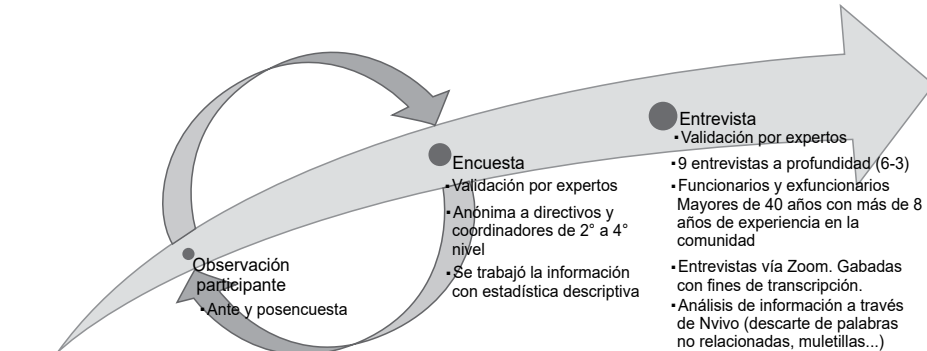 Observación
participante
▪Ante y posencuesta
Encuesta
▪Validación por expertos
▪Anónima a directivos y
coordinadores de 2° a 4°
nivel
▪Se trabajó la información
con estadística descriptiva
Entrevista
▪Validación por expertos
▪9 entrevistas a profundidad (6-3)
▪Funcionarios y exfuncionarios
Mayores de 40 años con más de 8
años de experiencia en la
comunidad
▪Entrevistas vía Zoom. Gabadas
con fines de transcripción.
▪Análisis de información a través
de Nvivo (descarte de palabras
no relacionadas, muletillas...)